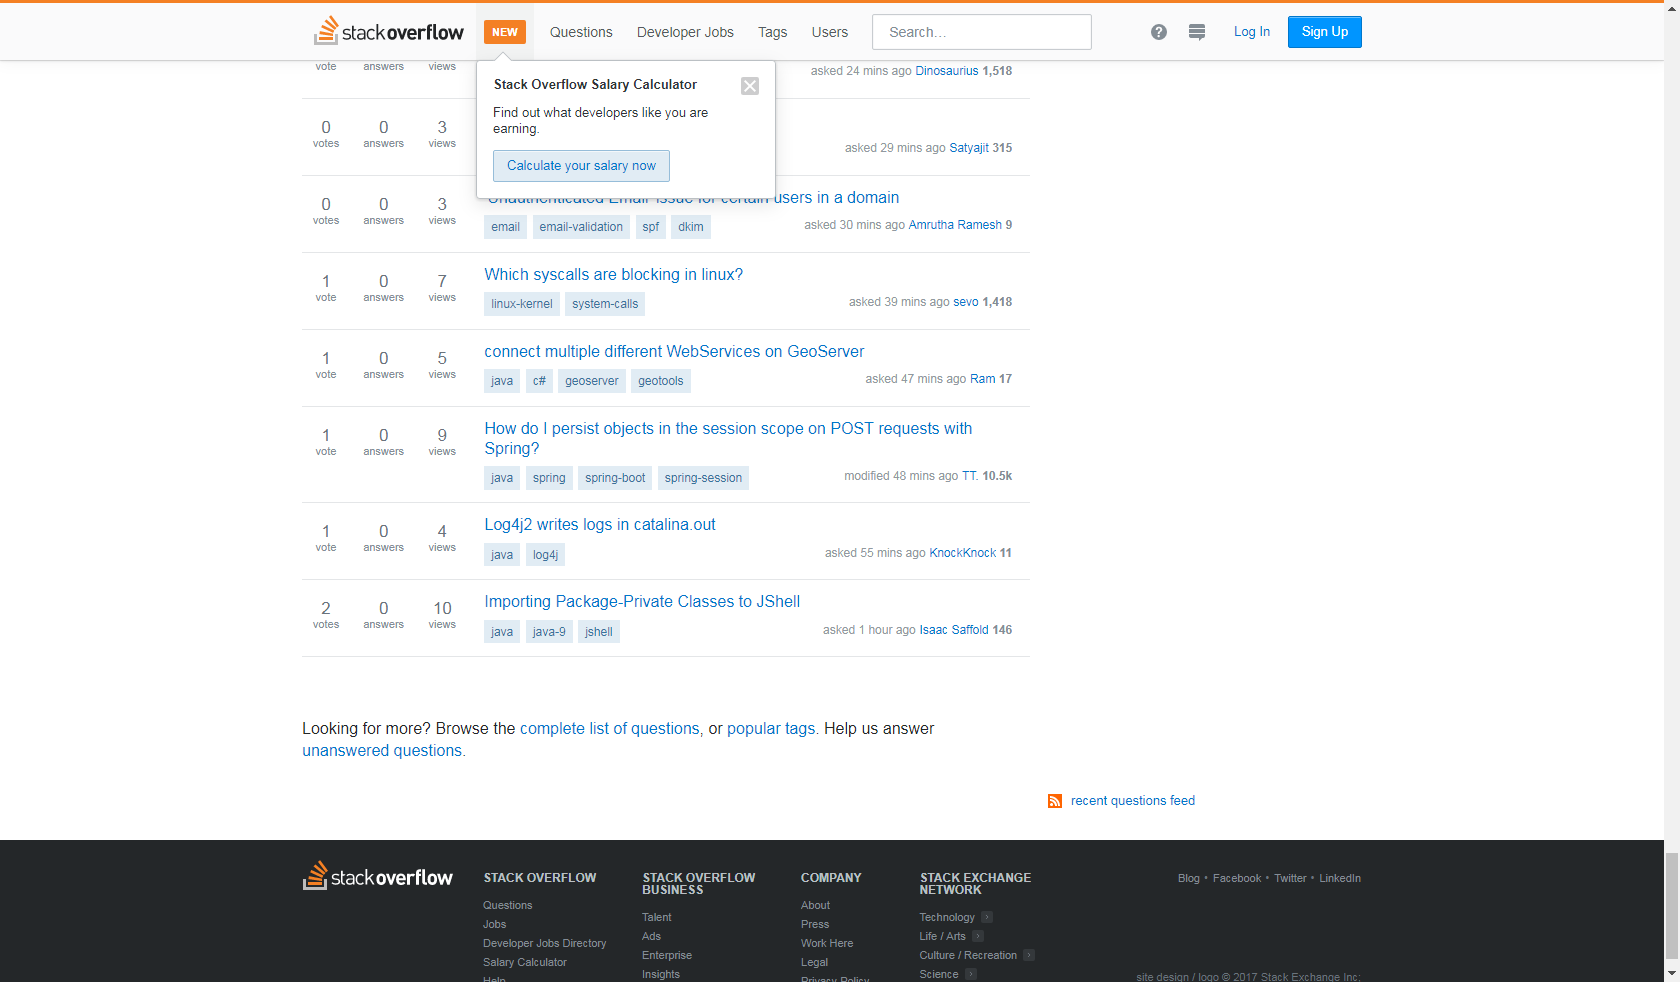 stackoverflow NEW Questions Developer Jobs Tags Users Search... Log In Sign Up
vote answers views asked 24 mins ago Dinosaurius 1,518
Stack Overflow Salary Calculator
Find out what developers like you are
earning.
Calculate your salary now
0 0 3
votes answers views asked 29 mins ago Satyajit 315
0 0 3 "Unauthenticated Email" issue for certain users in a domain
votes answers views
email email-validation spf dkim asked 30 mins ago Amrutha Ramesh 9
1 0 7 Which syscalls are blocking in linux?
vote answers views
linux-kernel system-calls asked 39 mins ago sevo 1,418
1 0 5 connect multiple different WebServices on GeoServer
vote answers views
java c# geoserver geotools asked 47 mins ago Ram 17
1 0 9 How do I persist objects in the session scope on POST requests with
vote answers views Spring?
java spring spring-boot spring-session modified 48 mins ago TT. 10.5k
1 0 4 Log4j2 writes logs in catalina.out
vote answers views
java log4j asked 55 mins ago KnockKnock 11
2 0 10 Importing Package-Private Classes to JShell
votes answers views
java java-9 jshell asked 1 hour ago Isaac Saffold 146
Looking for more? Browse the complete list of questions, or popular tags. Help us answer
unanswered questions.
recent questions feed
stackoverflow
STACK OVERFLOW
Questions
Jobs
Developer Jobs Directory
Salary Calculator
Help
STACK OVERFLOW
BUSINESS
Talent
Ads
Enterprise
Insights
COMPANY
About
Press
Work Here
Legal
Privacy Policy
STACK EXCHANGE
NETWORK
Technology
Life / Arts
Culture / Recreation
Science
Blog • Facebook • Twitter • LinkedIn
site design / logo © 2017 Stack Exchange Inc;